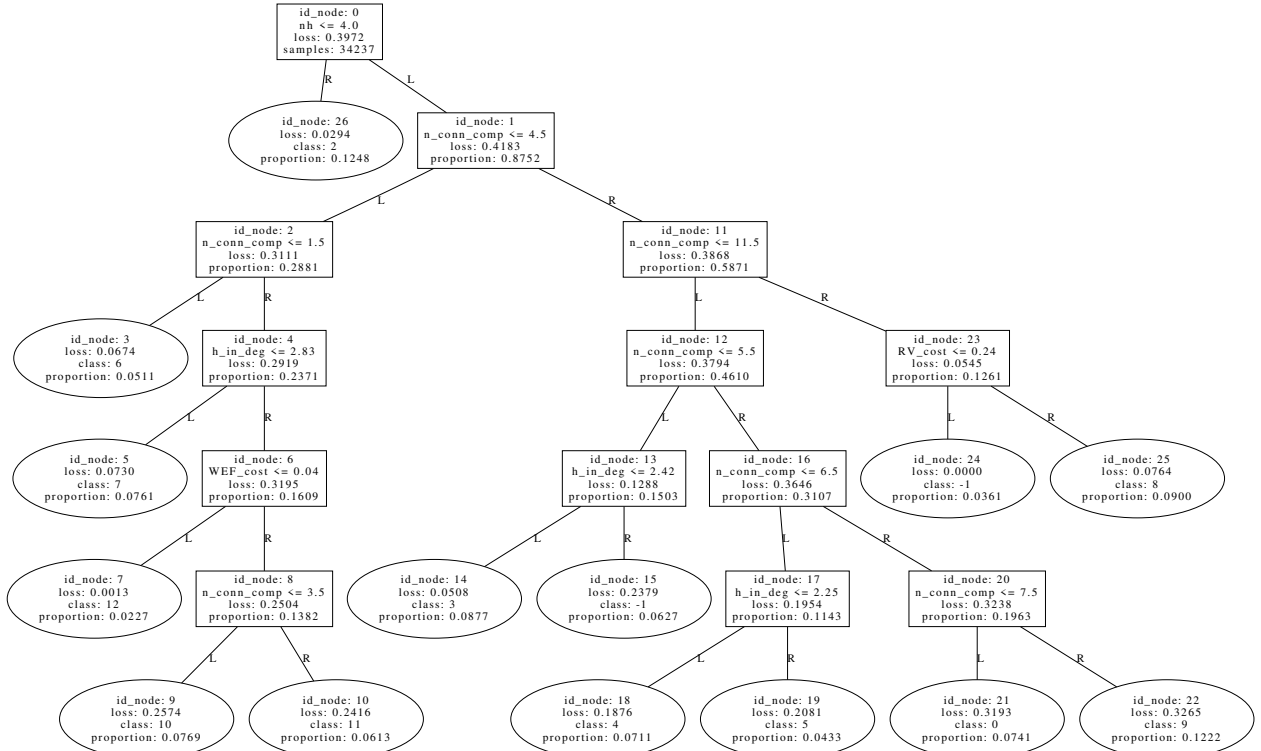 id_node: 0
nh <= 4.0
loss: 0.3972
samples: 34237
R
L
id_node: 26
loss: 0.0294
class: 2
proportion: 0.1248
id_node: 1
n_conn_comp <= 4.5
loss: 0.4183
proportion: 0.8752
L
R
id_node: 2
n_conn_comp <= 1.5
loss: 0.3111
proportion: 0.2881
id_node: 11
n_conn_comp <= 11.5
loss: 0.3868
proportion: 0.5871
L
R
L
R
id_node: 3
loss: 0.0674
class: 6
proportion: 0.0511
id_node: 4
h_in_deg <= 2.83
loss: 0.2919
proportion: 0.2371
id_node: 12
n_conn_comp <= 5.5
loss: 0.3794
proportion: 0.4610
id_node: 23
RV_cost <= 0.24
loss: 0.0545
proportion: 0.1261
L
R
L
R
L
R
id_node: 5
loss: 0.0730
class: 7
proportion: 0.0761
id_node: 6
WEF_cost <= 0.04
loss: 0.3195
proportion: 0.1609
id_node: 13
h_in_deg <= 2.42
loss: 0.1288
proportion: 0.1503
id_node: 16
n_conn_comp <= 6.5
loss: 0.3646
proportion: 0.3107
id_node: 24
loss: 0.0000
class: -1
proportion: 0.0361
id_node: 25
loss: 0.0764
class: 8
proportion: 0.0900
L
R
L
R
L
R
id_node: 7
loss: 0.0013
class: 12
proportion: 0.0227
id_node: 8
n_conn_comp <= 3.5
loss: 0.2504
proportion: 0.1382
id_node: 14
loss: 0.0508
class: 3
proportion: 0.0877
id_node: 15
loss: 0.2379
class: -1
proportion: 0.0627
id_node: 17
h_in_deg <= 2.25
loss: 0.1954
proportion: 0.1143
id_node: 20
n_conn_comp <= 7.5
loss: 0.3238
proportion: 0.1963
L
R
L
R
L
R
id_node: 9
loss: 0.2574
class: 10
proportion: 0.0769
id_node: 10
loss: 0.2416
class: 11
proportion: 0.0613
id_node: 18
loss: 0.1876
class: 4
proportion: 0.0711
id_node: 19
loss: 0.2081
class: 5
proportion: 0.0433
id_node: 21
loss: 0.3193
class: 0
proportion: 0.0741
id_node: 22
loss: 0.3265
class: 9
proportion: 0.1222